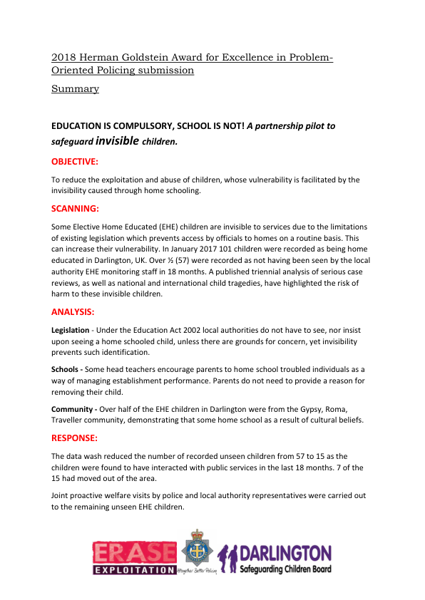 2018 Herman Goldstein Award for Excellence in Problem-
Oriented Policing submission
Summary
EDUCATION IS COMPULSORY, SCHOOL IS NOT! A partnership pilot to
safeguard invisible children.
OBJECTIVE:
To reduce the exploitation and abuse of children, whose vulnerability is facilitated by the
invisibility caused through home schooling.
SCANNING:
Some Elective Home Educated (EHE) children are invisible to services due to the limitations
of existing legislation which prevents access by officials to homes on a routine basis. This
can increase their vulnerability. In January 2017 101 children were recorded as being home
educated in Darlington, UK. Over ½ (57) were recorded as not having been seen by the local
authority EHE monitoring staff in 18 months. A published triennial analysis of serious case
reviews, as well as national and international child tragedies, have highlighted the risk of
harm to these invisible children.
ANALYSIS:
Legislation - Under the Education Act 2002 local authorities do not have to see, nor insist
upon seeing a home schooled child, unless there are grounds for concern, yet invisibility
prevents such identification.
Schools - Some head teachers encourage parents to home school troubled individuals as a
way of managing establishment performance. Parents do not need to provide a reason for
removing their child.
Community - Over half of the EHE children in Darlington were from the Gypsy, Roma,
Traveller community, demonstrating that some home school as a result of cultural beliefs.
RESPONSE:
The data wash reduced the number of recorded unseen children from 57 to 15 as the
children were found to have interacted with public services in the last 18 months. 7 of the
15 had moved out of the area.
Joint proactive welfare visits by police and local authority representatives were carried out
to the remaining unseen EHE children.
ERASE
EXPLOITATION
together Better Policing
DARLINGTON
Safeguarding Children Board